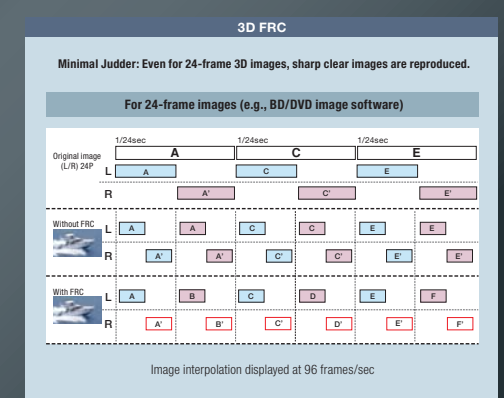 3D FRC
Minimal Judder: Even for 24-frame 3D images, sharp clear images are reproduced.
For 24-frame images (e.g., BD/DVD image software)
1/24sec 1/24sec 1/24sec
Original image
(L/R) 24P
A C E
L A C E
R A' C' E'
Without FRC
L A A C C E E
R A' A' C' C' E' E'
With FRC
L A B C D E F
R A' B' C' D' E' F'
Image interpolation displayed at 96 frames/sec